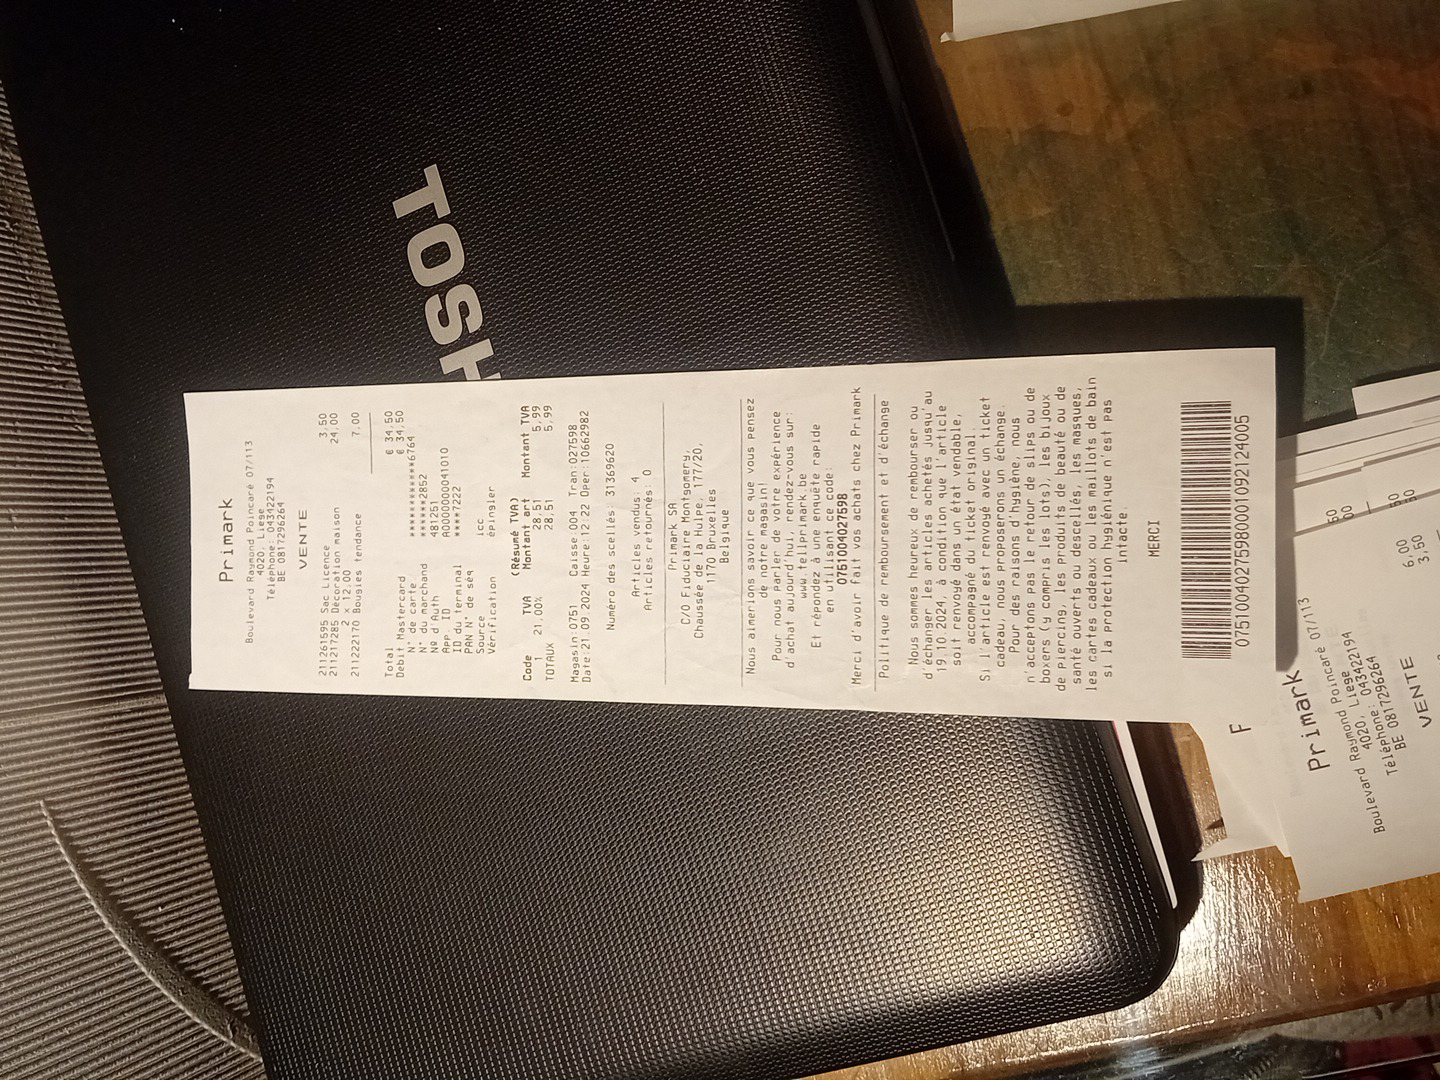 TOSH
Primark
Boulevard Raymond Poincaré 07/113
4020, Liege
Téléphone: 043422194
BE 0817296264
VENTE
211261595 Sac Licence 3,50
211217285 Décoration maison 24,00
2 x 12,00
211222170 Bousies tendance 7,00
Total € 34,50
Debit Mastercard € 34,50
N° de carte ************6764
N° du marchand *****2852
No d'Auth 481251
App. ID A0000000041010
ID du terminal ****7222
PAN N° de séq
Source icc
Vérification épingler
(Résumé TVA)
Code TVA Montant art Montant TVA
1 21,00% 28,51 5,99
TOTAUX 28,51 5,99
Magasin:0751 Caisse:004 Tran:027598
Date:21.09.2024 Heure:12:22 Oper:10662982
Numéro des scellés: 31369620
Articles vendus: 4
Articles retournés: 0
Primark SA
C/O Fiduciaire Montgomery,
Chaussée de la Hulpe, 177/20,
1170 Bruxelles
Belgique
Nous aimerions savoir ce que vous pensez
de notre magasin!
Pour nous parler de votre expérience
d'achat aujourd'hui, rendez-vous sur:
www.tellprimark.be
Et répondez à une enquête rapide
en utilisant ce code:
0751004027598
Merci d'avoir fait vos achats chez Primark
Politique de remboursement et d'échange
Nous sommes heureux de rembourser ou
d'échanger les articles achetés jusqu'au
19.10.2024, à condition que l'article
soit renvoyé dans un état vendable,
accompagné du ticket original.
Si l'article est renvoyé avec un ticket
cadeau, nous proposerons un échange.
Pour des raisons d'hygiène, nous
n'acceptons pas le retour de slips ou de
boxers (y compris les lots), les bijoux
de piercing, les produits de beauté ou de
santé ouverts ou descellés, les masques,
les cartes cadeaux ou les maillots de bain
si la protection hygiénique n'est pas
intacte.
MERCI
07510040275980001092124005
Primark
Boulevard Raymond Poincaré 07/113
4020, Liege
Téléphone: 043422194
BE 0817296264
VENTE
6,00
3,50